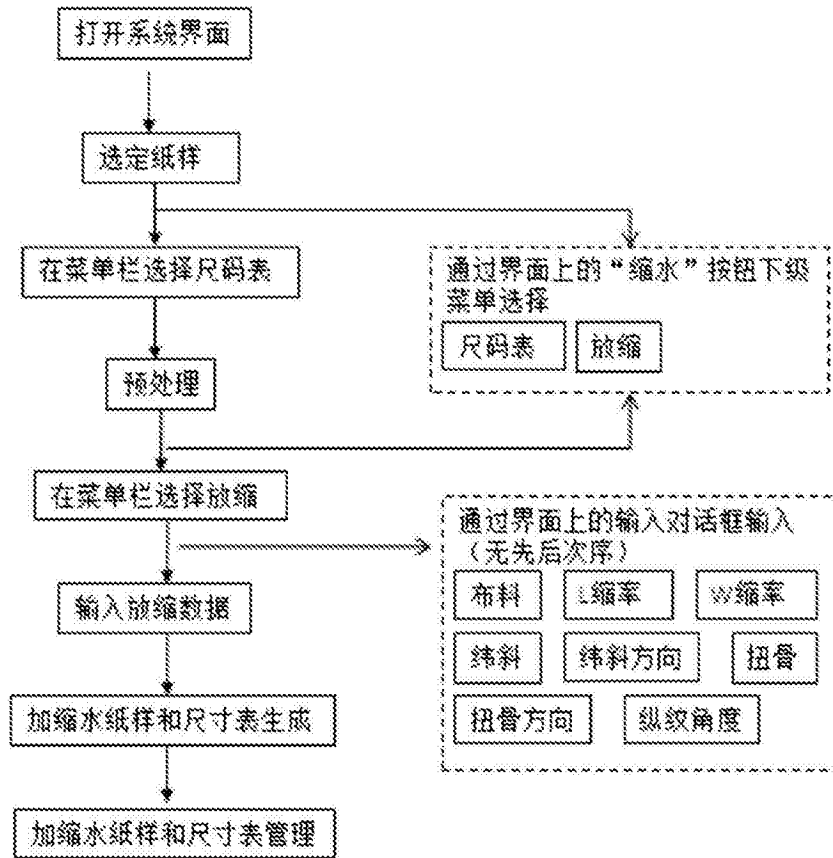 打开系统界面
选定纸样
在菜单栏选择尺码表
通过界面上的“缩水”按钮下级
菜单选择
尺码表 放缩
预处理
在菜单栏选择放缩
通过界面上的输入对话框输入
（无先后次序）
布料 L缩率 W缩率
输入放缩数据
纬斜 纬斜方向 扭骨
加缩水纸样和尺寸表生成
扭骨方向 纵纹角度
加缩水纸样和尺寸表管理